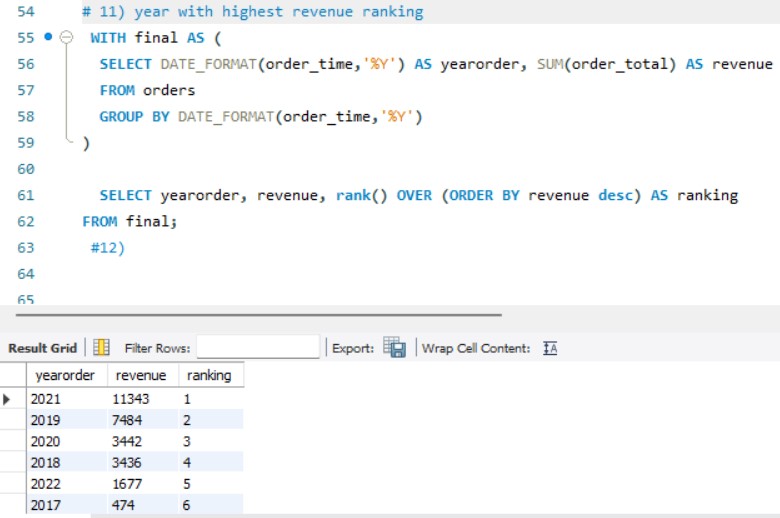 54 # 11) year with highest revenue ranking
55 WITH final AS (
56 SELECT DATE_FORMAT(order_time,'%Y') AS yearorder, SUM(order_total) AS revenue
57 FROM orders
58 GROUP BY DATE_FORMAT(order_time,'%Y')
59 )
60
61 SELECT yearorder, revenue, rank() OVER (ORDER BY revenue desc) AS ranking
62 FROM final;
63 #12)
64
65
Result Grid Filter Rows: Export: Wrap Cell Content:
yearorder revenue ranking
2021 11343 1
2019 7484 2
2020 3442 3
2018 3436 4
2022 1677 5
2017 474 6